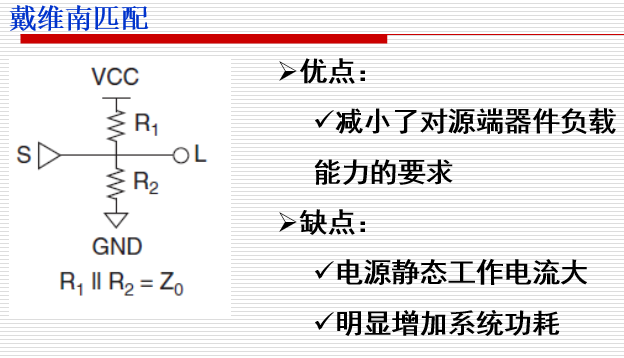 戴维南匹配
VCC
R₁
S
L
R₂
GND
R₁ || R₂ = Z₀
➢优点：
✓减小了对源端器件负载
能力的要求
➢缺点：
✓电源静态工作电流大
✓明显增加系统功耗